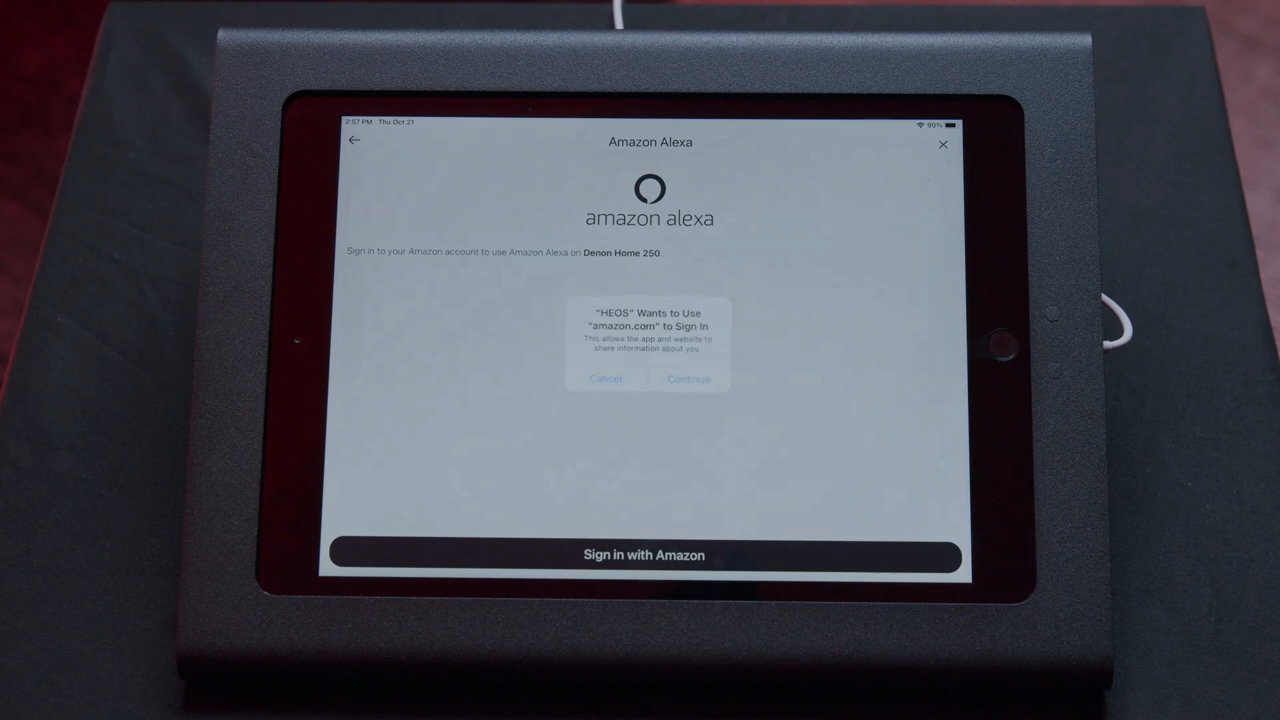 2:57 PM Thu Oct 21
90%
Amazon Alexa
amazon alexa
Sign in to your Amazon account to use Amazon Alexa on Denon Home 250.
"HEOS" Wants to Use
"amazon.com" to Sign In
This allows the app and website to
share information about you.
Cancel Continue
Sign in with Amazon